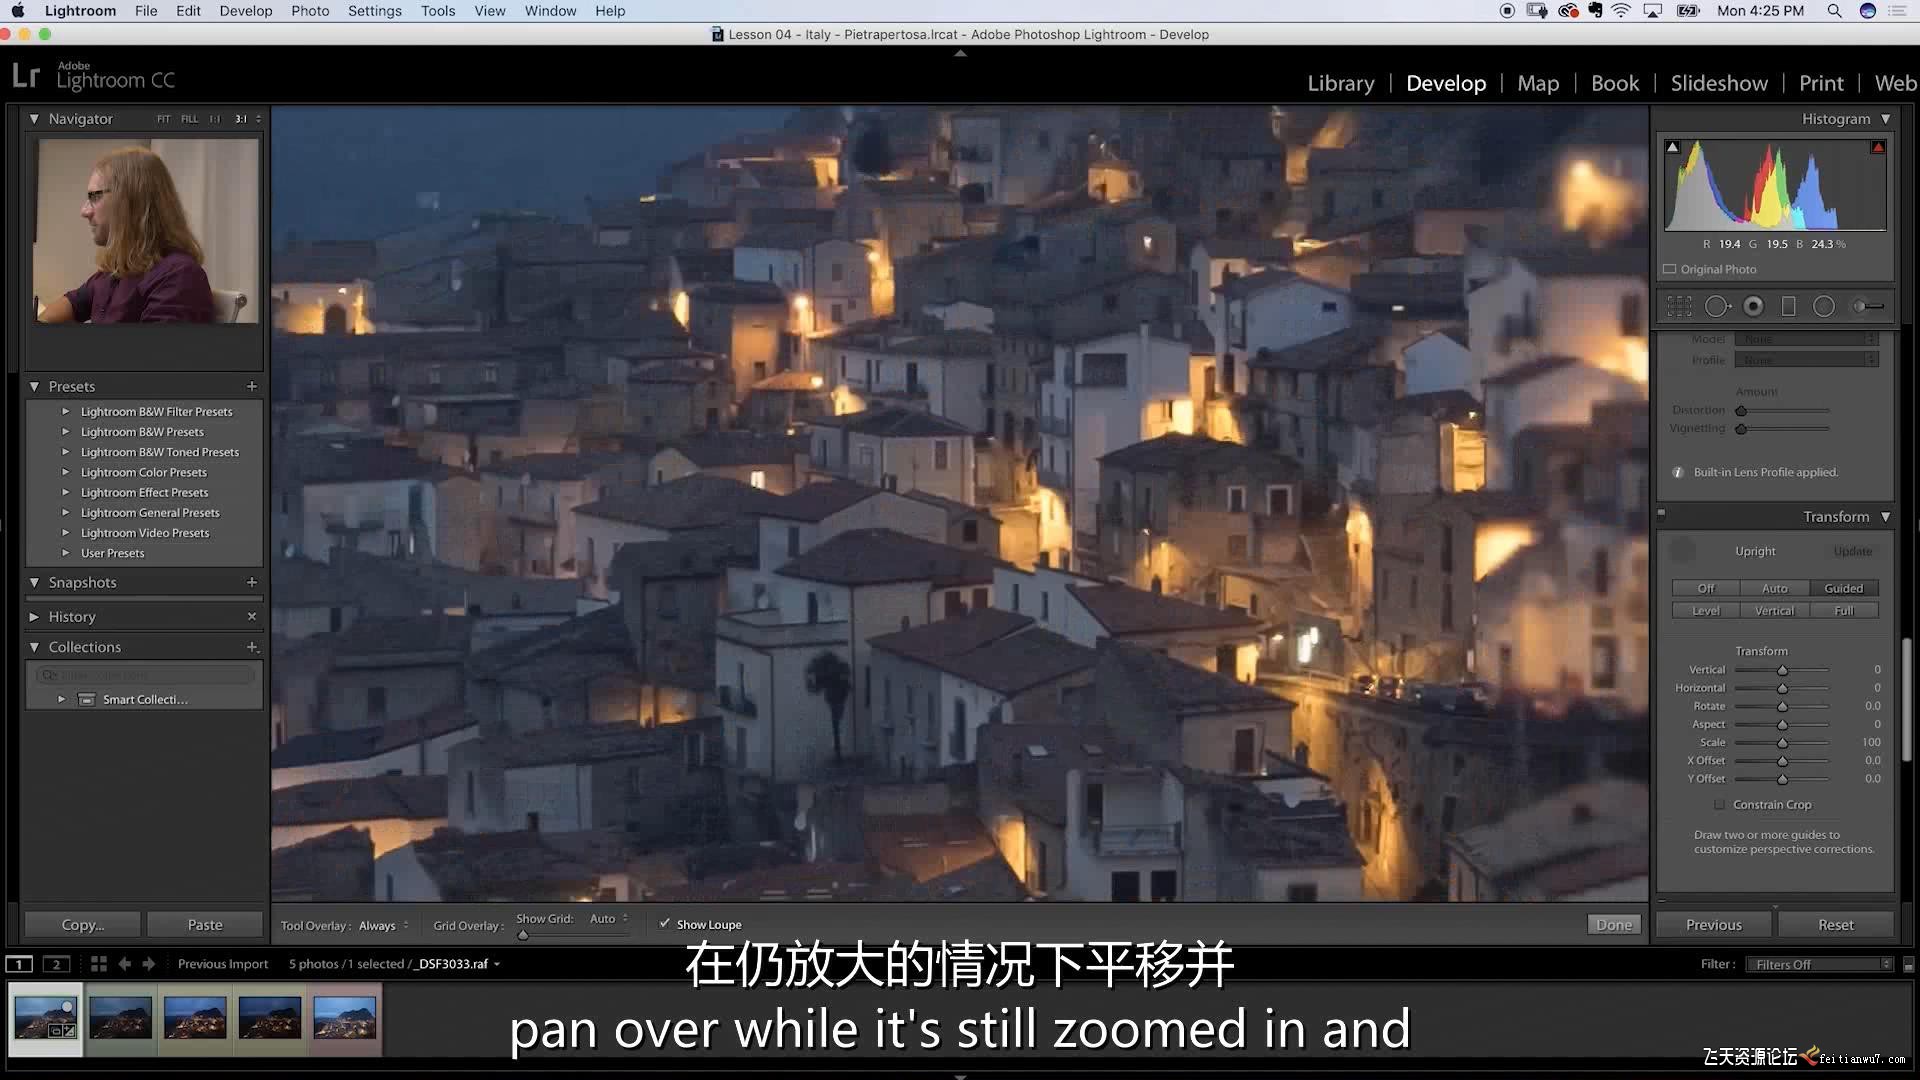 Lightroom File Edit Develop Photo Settings Tools View Window Help
Mon 4:25 PM
Lesson 04 - Italy - Pietrapertosa.lrcat - Adobe Photoshop Lightroom - Develop
Lr Adobe
Lightroom CC
Library | Develop | Map | Book | Slideshow | Print | Web
Navigator FIT FILL 1:1 3:1
Presets +
Lightroom B&W Filter Presets
Lightroom B&W Presets
Lightroom B&W Toned Presets
Lightroom Color Presets
Lightroom Effect Presets
Lightroom General Presets
Lightroom Video Presets
User Presets
Snapshots +
History ×
Collections +
Filter Collections
Smart Collecti...
Copy... Paste
Histogram
R 19.4 G 19.5 B 24.3 %
Original Photo
Model None
Profile None
Amount
Distortion
Vignetting
Built-in Lens Profile applied.
Transform
Upright Update
Off Auto Guided
Level Vertical Full
Transform
Vertical 0
Horizontal 0
Rotate 0.0
Aspect 0
Scale 100
X Offset 0.0
Y Offset 0.0
Constrain Crop
Draw two or more guides to
customize perspective corrections.
Previous Reset
Tool Overlay : Always Grid Overlay : Show Grid: Auto Show Loupe Done
1 2 Previous Import 5 photos / 1 selected / _DSF3033.raf
Filter : Filters Off
在仍放大的情况下平移并
pan over while it's still zoomed in and
飞天资源论坛 feitianwu7.com